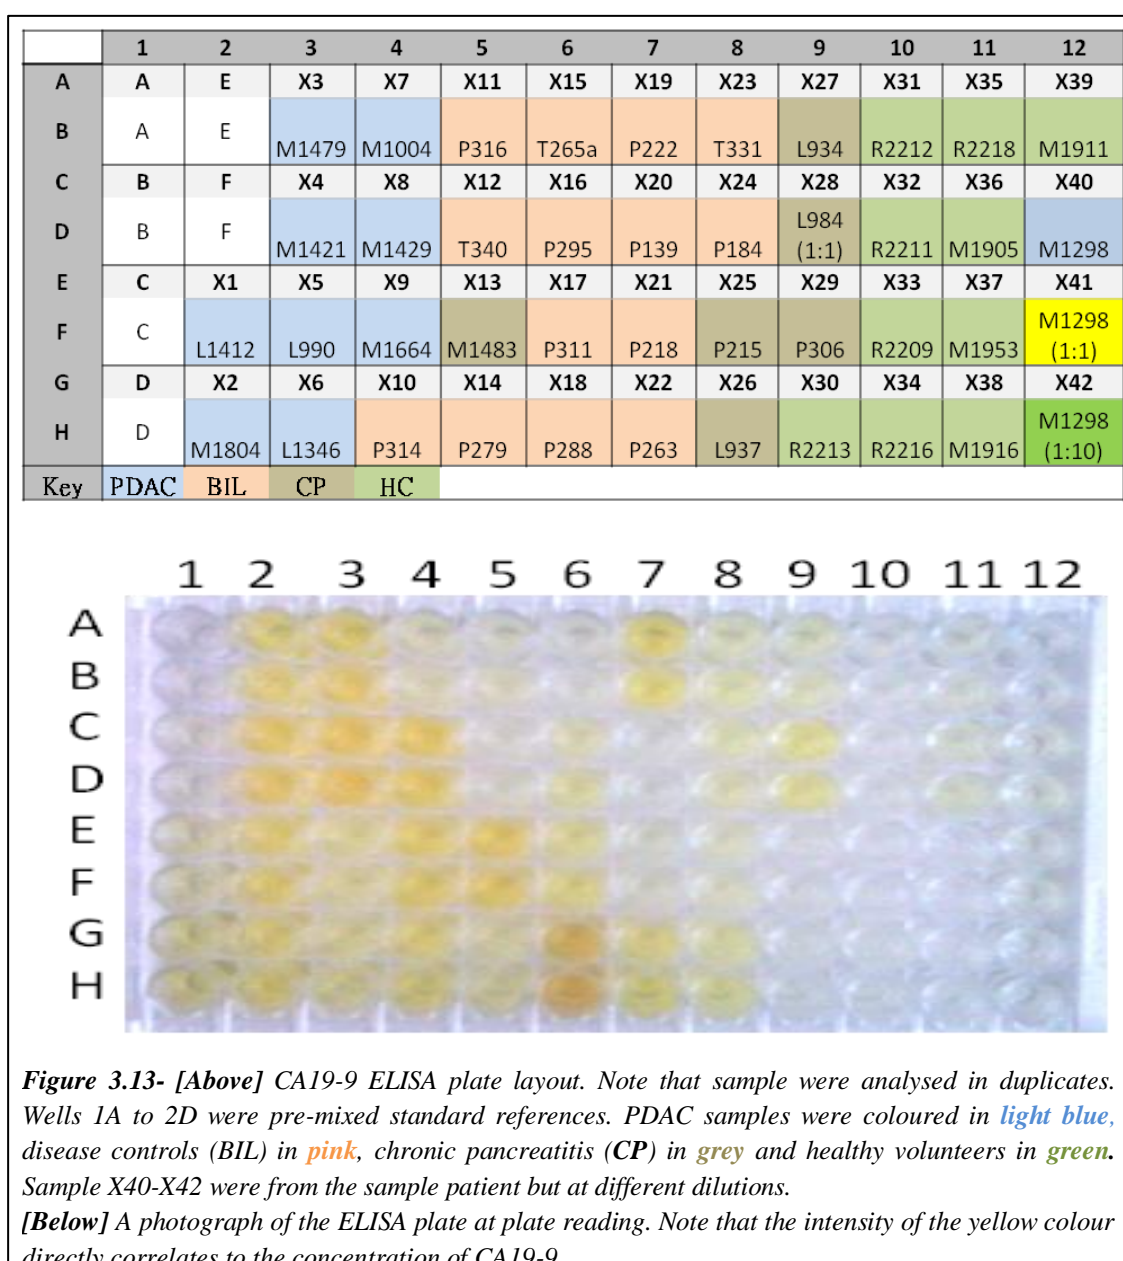 1 2 3 4 5 6 7 8 9 10 11 12
A A E X3 X7 X11 X15 X19 X23 X27 X31 X35 X39
B A E M1479 M1004 P316 T265a P222 T331 L934 R2212 R2218 M1911
C B F X4 X8 X12 X16 X20 X24 X28 X32 X36 X40
D B F M1421 M1429 T340 P295 P139 P184 L984 (1:1) R2211 M1905 M1298
E C X1 X5 X9 X13 X17 X21 X25 X29 X33 X37 X41
F C L1412 L990 M1664 M1483 P311 P218 P215 P306 R2209 M1953 M1298 (1:1)
G D X2 X6 X10 X14 X18 X22 X26 X30 X34 X38 X42
H D M1804 L1346 P314 P279 P288 P263 L937 R2213 R2216 M1916 M1298 (1:10)
Key PDAC BIL CP HC
1 2 3 4 5 6 7 8 9 10 11 12
A
B
C
D
E
F
G
H
Figure 3.13- [Above] CA19-9 ELISA plate layout. Note that sample were analysed in duplicates.
Wells 1A to 2D were pre-mixed standard references. PDAC samples were coloured in light blue,
disease controls (BIL) in pink, chronic pancreatitis (CP) in grey and healthy volunteers in green.
Sample X40-X42 were from the sample patient but at different dilutions.
[Below] A photograph of the ELISA plate at plate reading. Note that the intensity of the yellow colour
directly correlates to the concentration of CA19-9